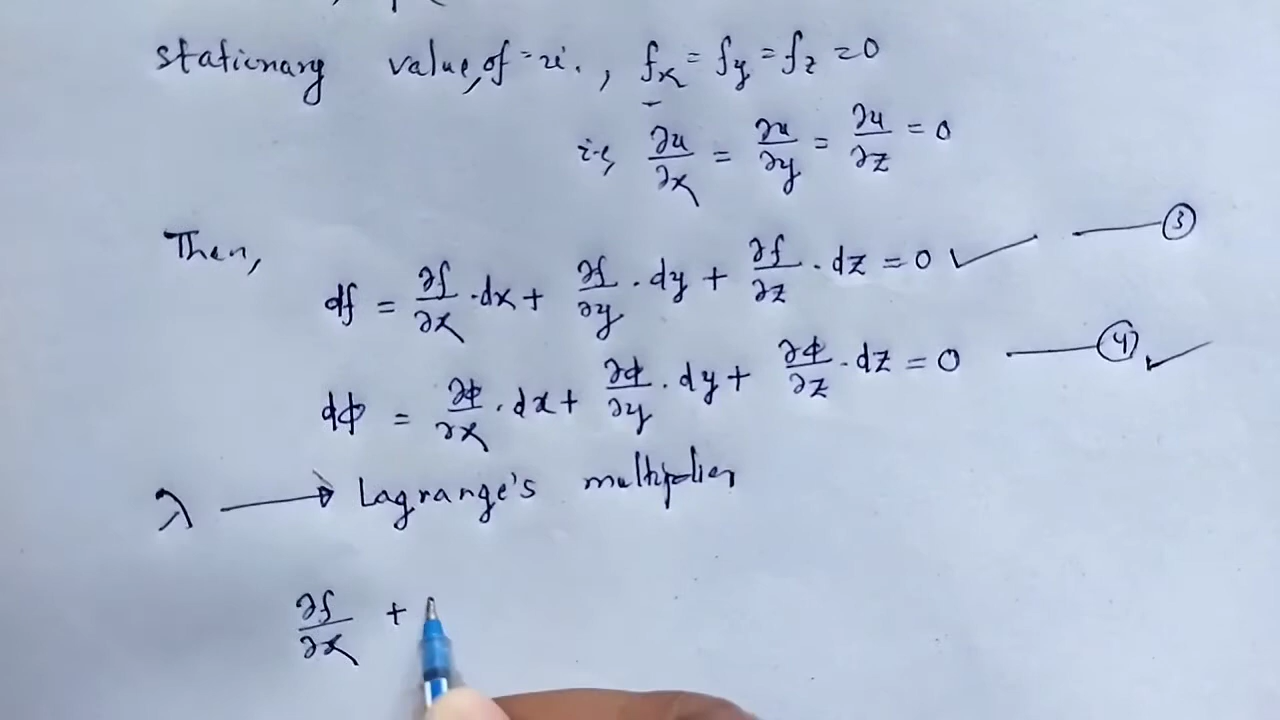 stationary value, of u. , fx = fy = fz = 0
i.e, ∂u/∂x = ∂u/∂y = ∂u/∂z = 0
Then,
df = ∂f/∂x · dx + ∂f/∂y · dy + ∂f/∂z · dz = 0 ✓ —— ③
dφ = ∂φ/∂x · dx + ∂φ/∂y · dy + ∂φ/∂z · dz = 0 —— ④ ✓
λ → Lagrange's multiplier
∂f/∂x +